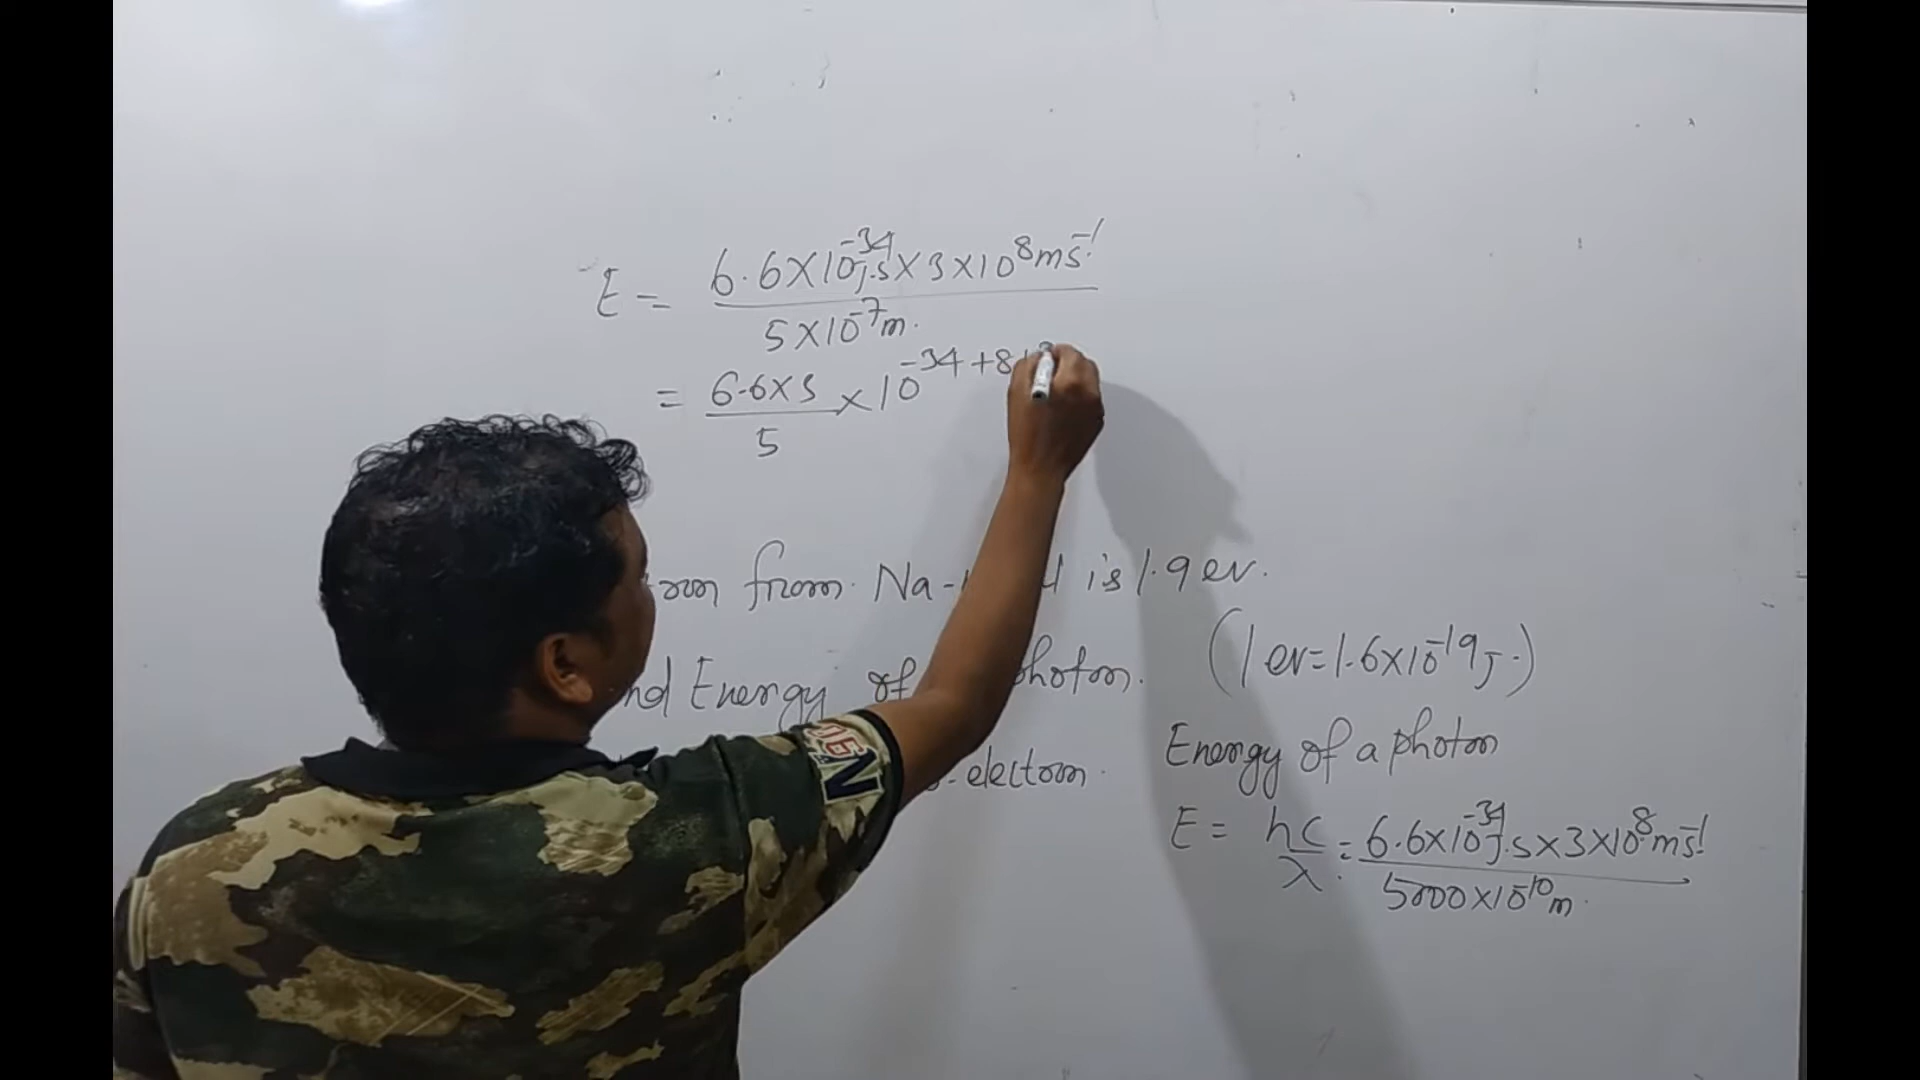 E = 6.6×10⁻³⁴J.s×3×10⁸ms⁻¹
5×10⁻⁷m.
= 6.6×3 ×10⁻³⁴⁺⁸
5
from Na- is 1.9 ev.
Energy of photon. (1 ev=1.6×10⁻¹⁹J.)
Energy of a photon
E = hc = 6.6×10⁻³⁴J.s×3×10⁸ms⁻¹
λ. 5000×10⁻¹⁰m.
N